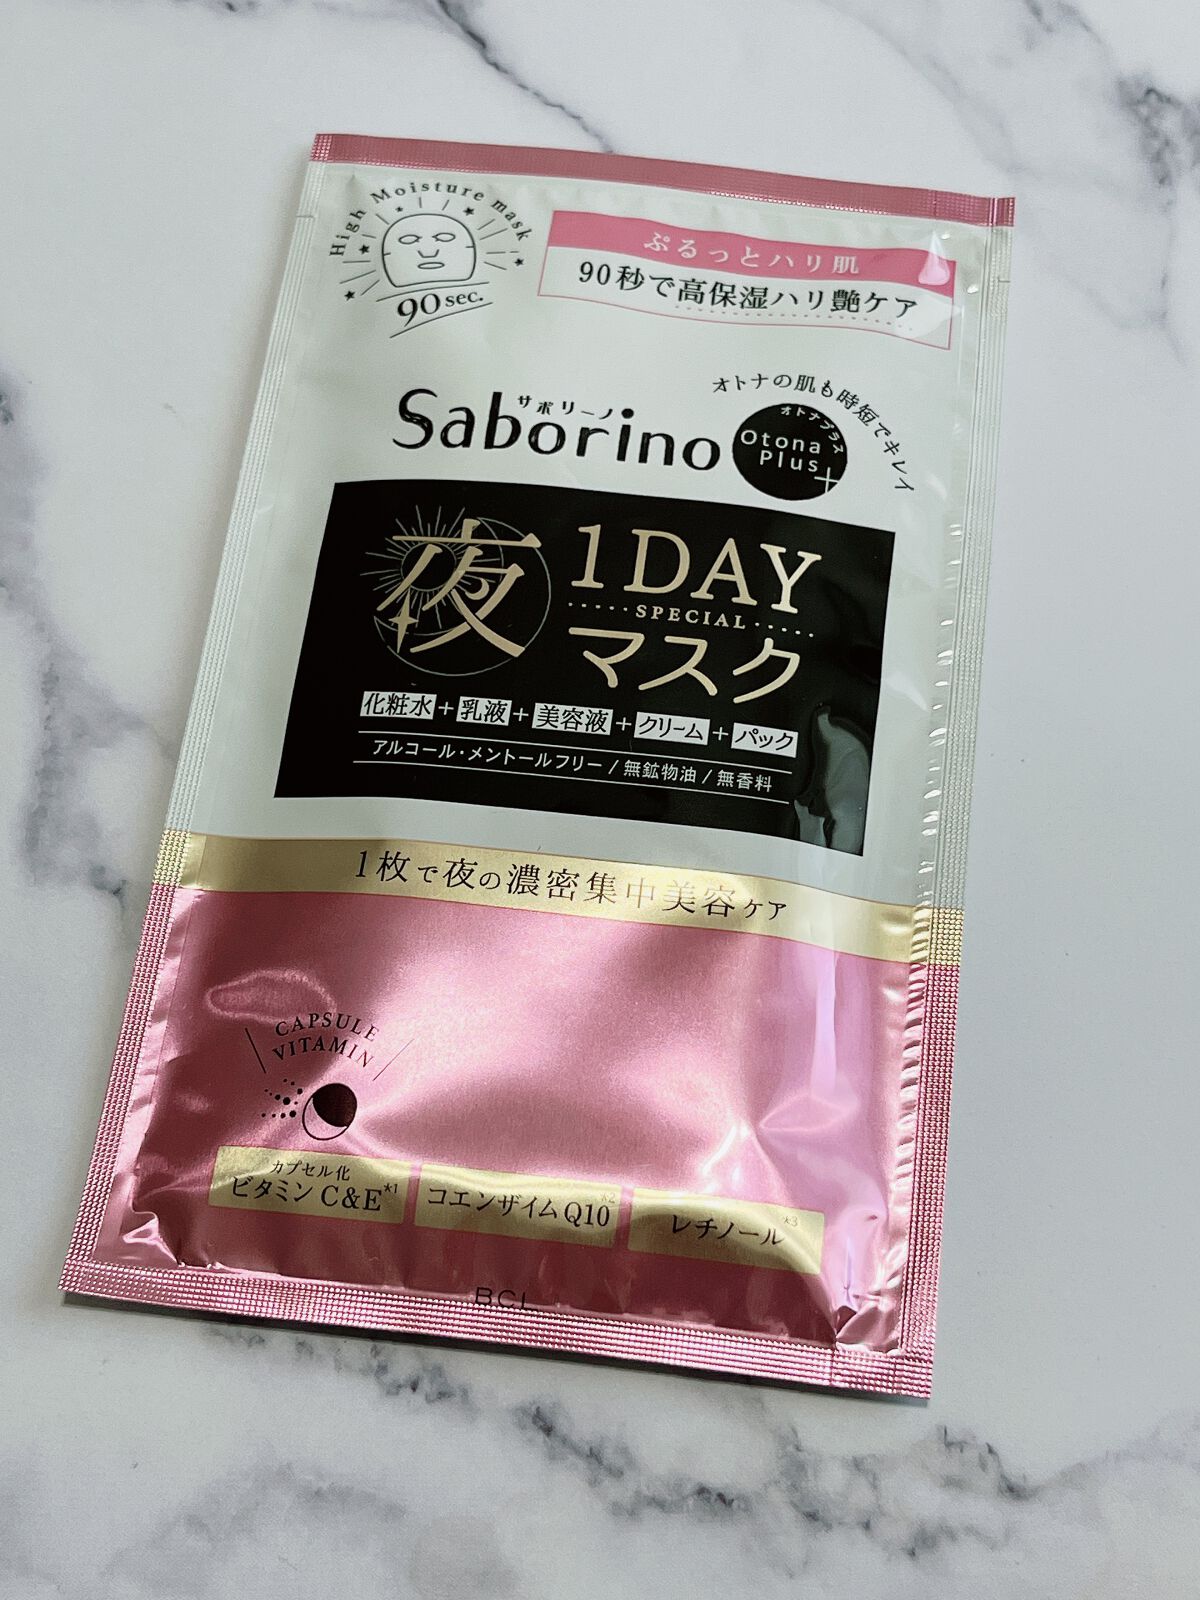 High Moisture mask
90 sec.
ぷるっとハリ肌
90秒で高保湿ハリ艶ケア
オトナの肌も時短でキレイ
サボリーノ
Saborino
オトナプラス
Otona
Plus+
夜
1DAY
SPECIAL
マスク
化粧水+乳液+美容液+クリーム+パック
アルコール・メントールフリー/無鉱物油/無香料
1枚で夜の濃密集中美容ケア
CAPSULE
VITAMIN
カプセル化
ビタミンC&E*1
コエンザイムQ10*2
レチノール*3
BCL